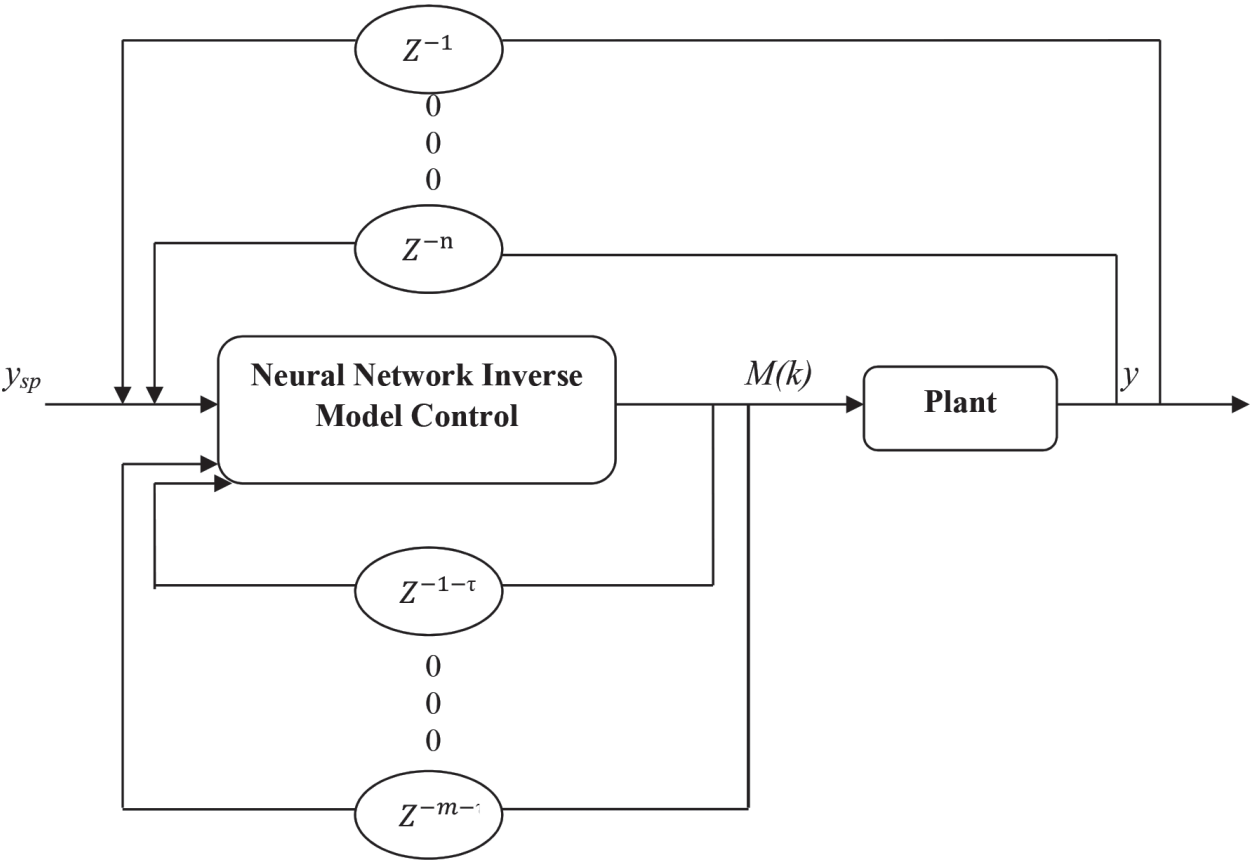 Z⁻¹
0
0
0
Z⁻ⁿ
y_sp
Neural Network Inverse
Model Control
M(k)
Plant
y
Z^{-1-τ}
0
0
0
Z^{-m-